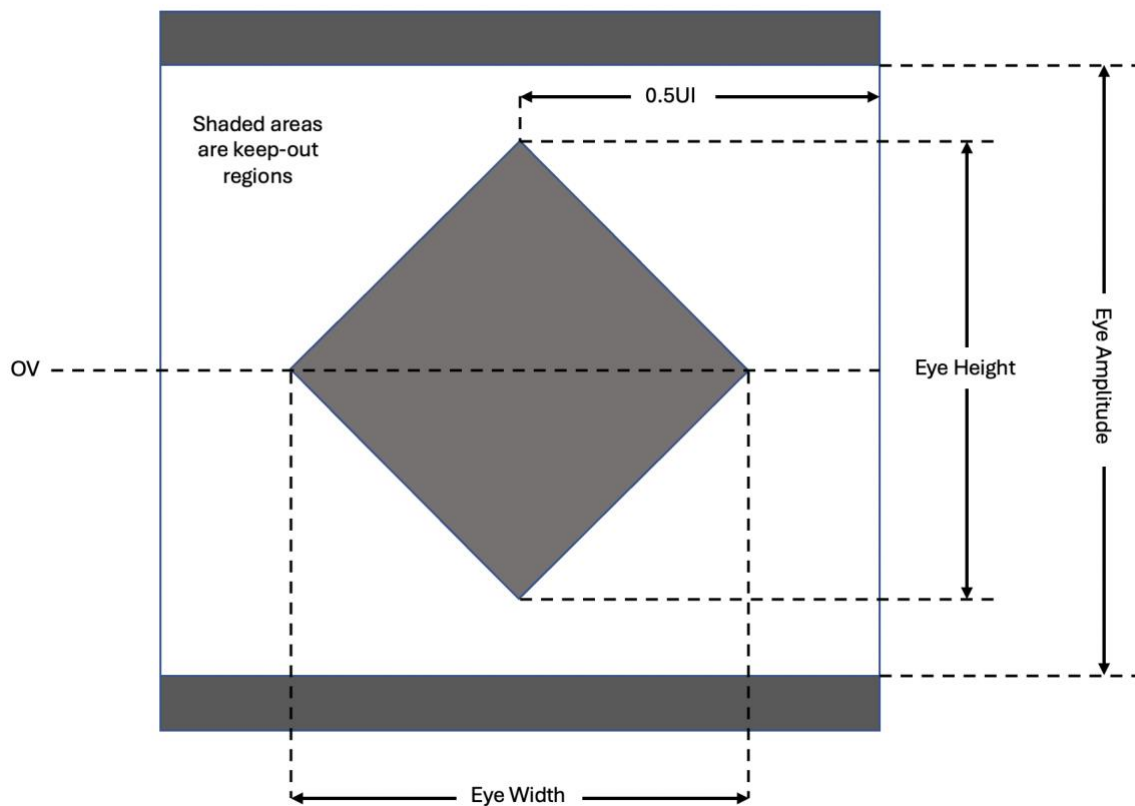 0.5UI
Shaded areas
are keep-out
regions
OV
Eye Height
Eye Amplitude
Eye Width